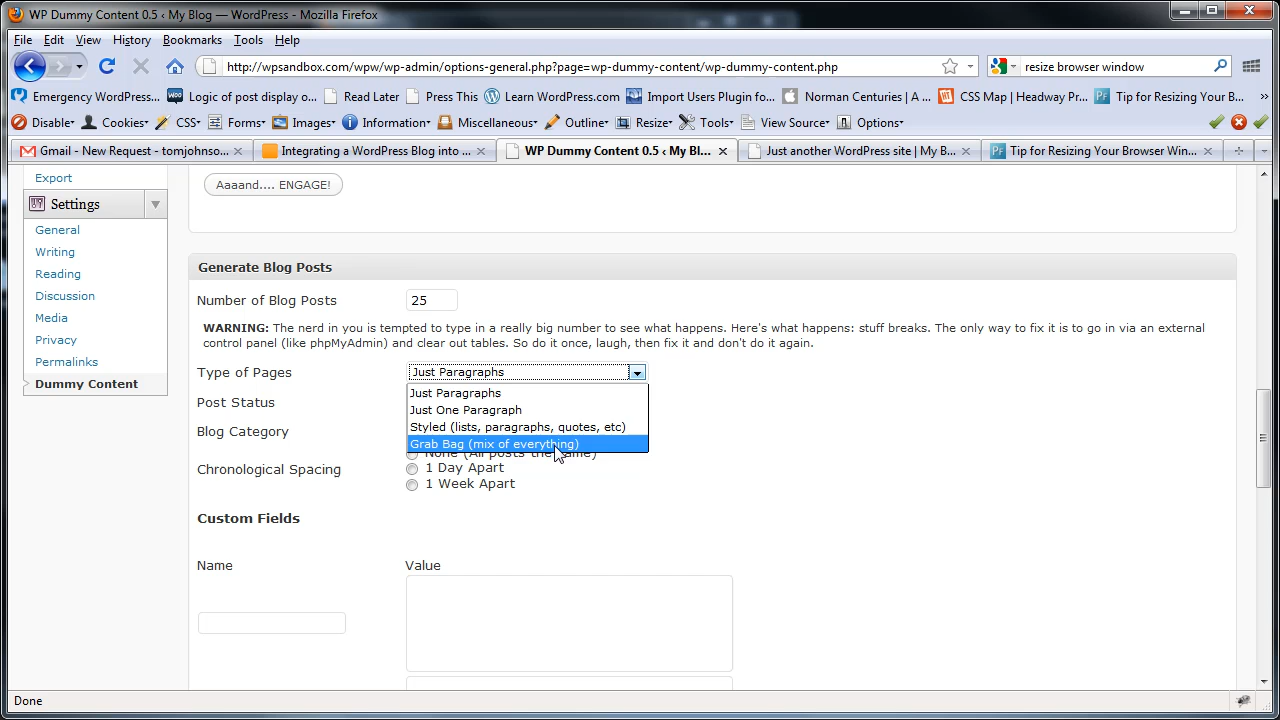 WP Dummy Content 0.5 ‹ My Blog — WordPress - Mozilla Firefox
File Edit View History Bookmarks Tools Help
http://wpsandbox.com/wpw/wp-admin/options-general.php?page=wp-dummy-content/wp-dummy-content.php
resize browser window
Emergency WordPress... Logic of post display o... Read Later Press This Learn WordPress.com Import Users Plugin fo... Norman Centuries | A ... CSS Map | Headway Pr... Tip for Resizing Your B... »
Disable▾ Cookies▾ CSS▾ Forms▾ Images▾ Information▾ Miscellaneous▾ Outline▾ Resize▾ Tools▾ View Source▾ Options▾
Gmail - New Request - tomjohnso... Integrating a WordPress Blog into ... WP Dummy Content 0.5 ‹ My Bl... Just another WordPress site | My B... Tip for Resizing Your Browser Win...
Export
Aaaand.... ENGAGE!
Settings
General
Writing
Reading
Discussion
Media
Privacy
Permalinks
Dummy Content
Generate Blog Posts
Number of Blog Posts 25
WARNING: The nerd in you is tempted to type in a really big number to see what happens. Here's what happens: stuff breaks. The only way to fix it is to go in via an external
control panel (like phpMyAdmin) and clear out tables. So do it once, laugh, then fix it and don't do it again.
Type of Pages Just Paragraphs
Just Paragraphs
Post Status
Just One Paragraph
Styled (lists, paragraphs, quotes, etc)
Blog Category
Grab Bag (mix of everything)
None (All posts the same)
Chronological Spacing 1 Day Apart
1 Week Apart
Custom Fields
Name Value
Done